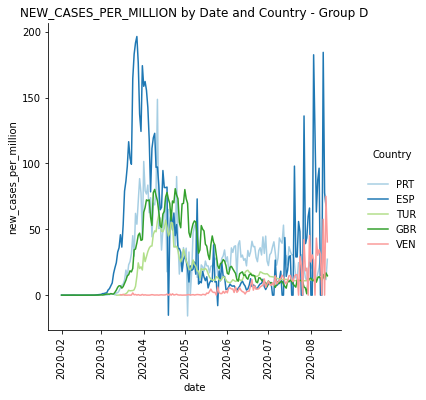 NEW_CASES_PER_MILLION by Date and Country - Group D
200
150
100
50
0
new_cases_per_million
2020-02
2020-03
2020-04
2020-05
2020-06
2020-07
2020-08
date
Country
PRT
ESP
TUR
GBR
VEN